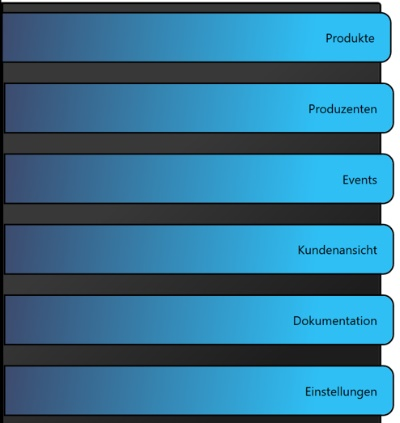 Produkte
Produzenten
Events
Kundenansicht
Dokumentation
Einstellungen